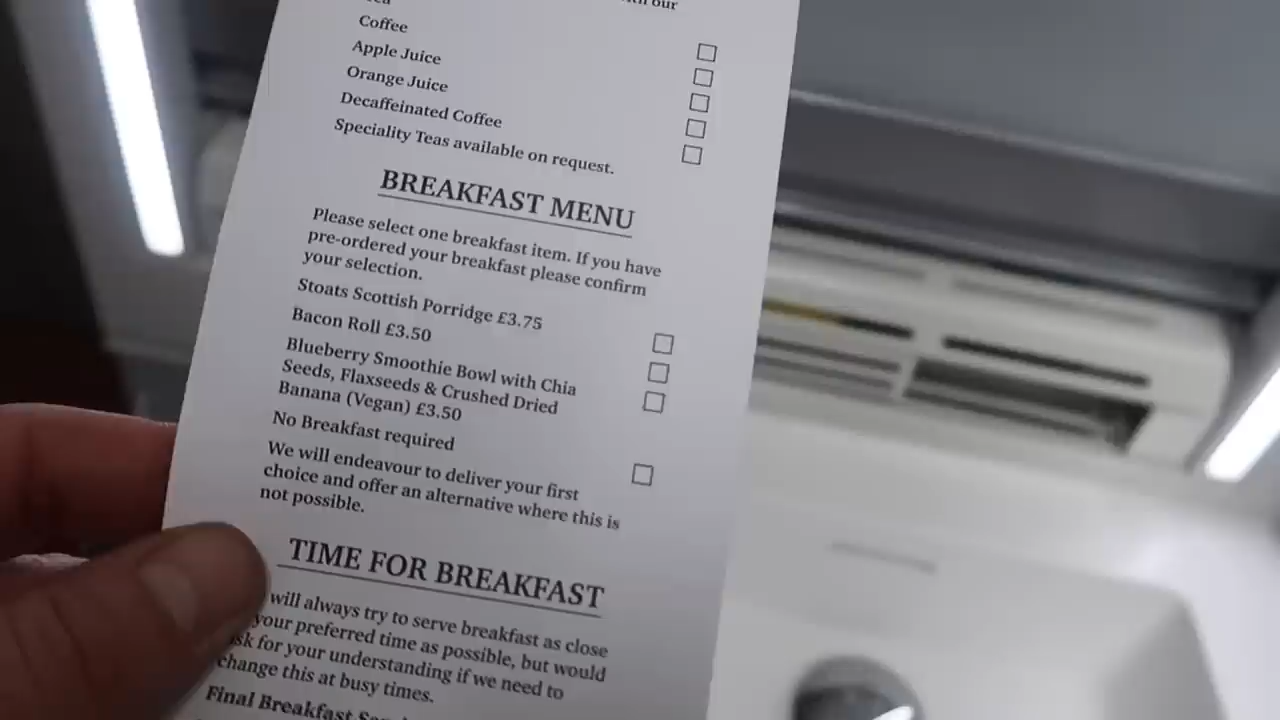 our
Coffee
Apple Juice
Orange Juice
Decaffeinated Coffee
Speciality Teas available on request.
BREAKFAST MENU
Please select one breakfast item. If you have
pre-ordered your breakfast please confirm
your selection.
Stoats Scottish Porridge £3.75
Bacon Roll £3.50
Blueberry Smoothie Bowl with Chia
Seeds, Flaxseeds & Crushed Dried
Banana (Vegan) £3.50
No Breakfast required
We will endeavour to deliver your first
choice and offer an alternative where this is
not possible.
TIME FOR BREAKFAST
will always try to serve breakfast as close
your preferred time as possible, but would
ask for your understanding if we need to
change this at busy times.
Final Breakfast